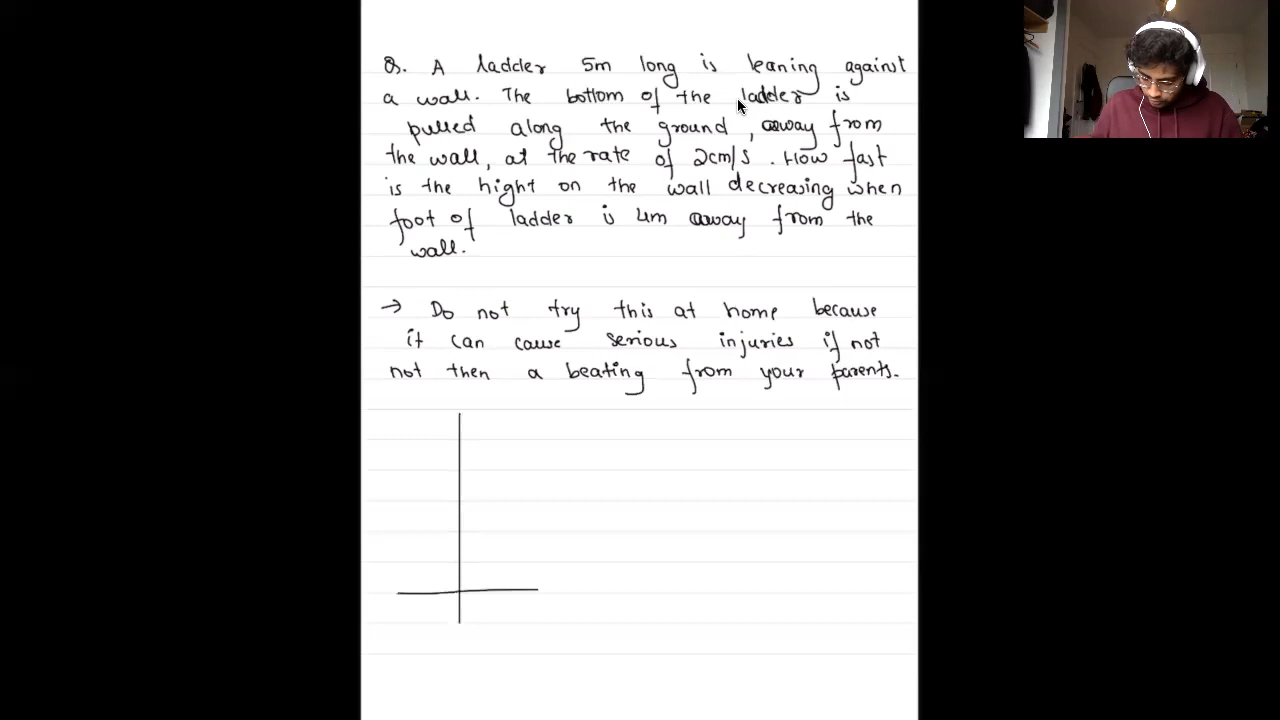 Q. A ladder 5m long is leaning against
a wall. The bottom of the ladder is
pulled along the ground, away from
the wall, at the rate of 2cm/s. How fast
is the hight on the wall decreasing when
foot of ladder is 4m away from the
wall.
→ Do not try this at home because
it can cause serious injuries if not
not then a beating from your parents.